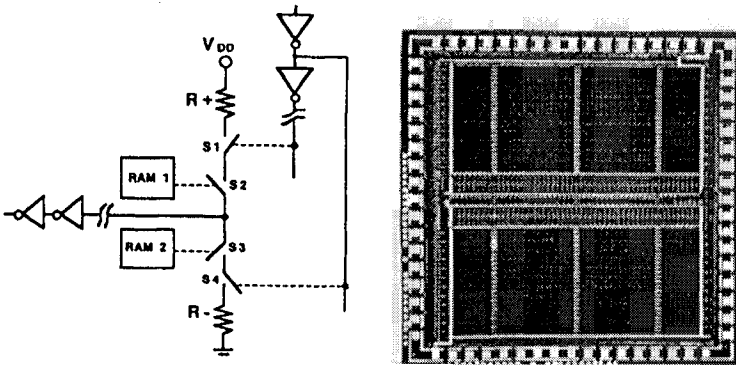 VDD
R+
S1
RAM 1
S2
RAM 2
S3
S4
R-